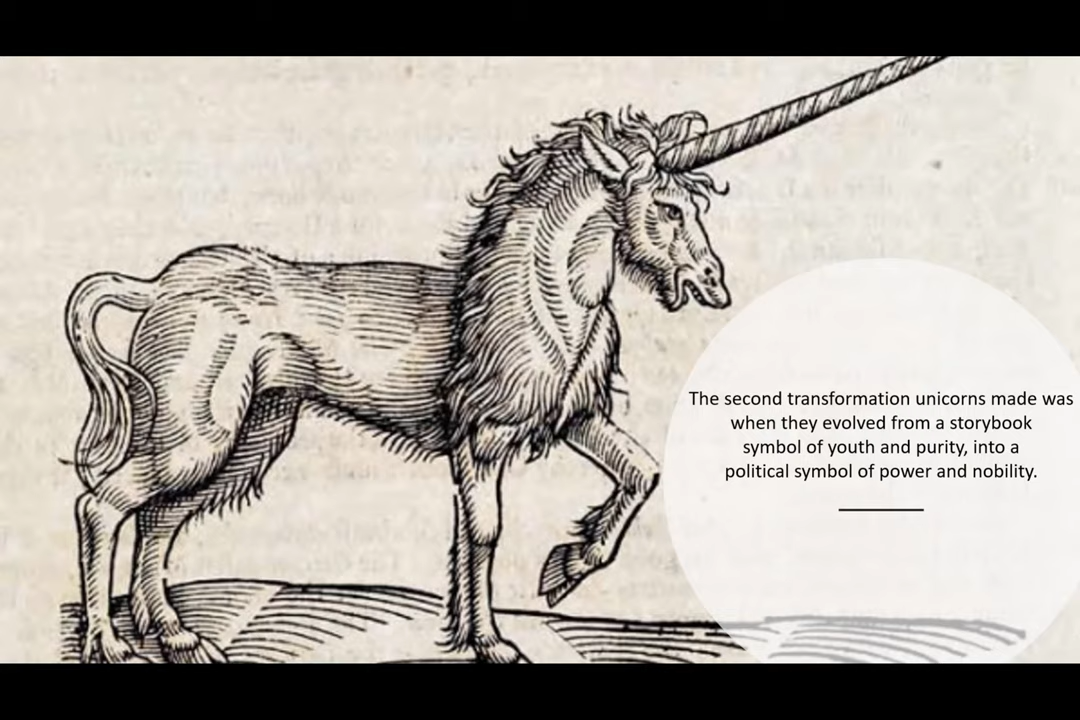 The second transformation unicorns made was
when they evolved from a storybook
symbol of youth and purity, into a
political symbol of power and nobility.